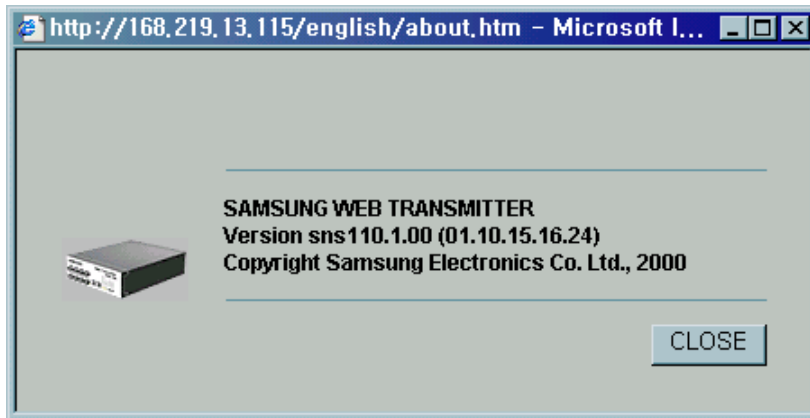 http://168.219.13.115/english/about.htm - Microsoft I...
SAMSUNG WEB TRANSMITTER
Version sns110.1.00 (01.10.15.16.24)
Copyright Samsung Electronics Co. Ltd., 2000
CLOSE